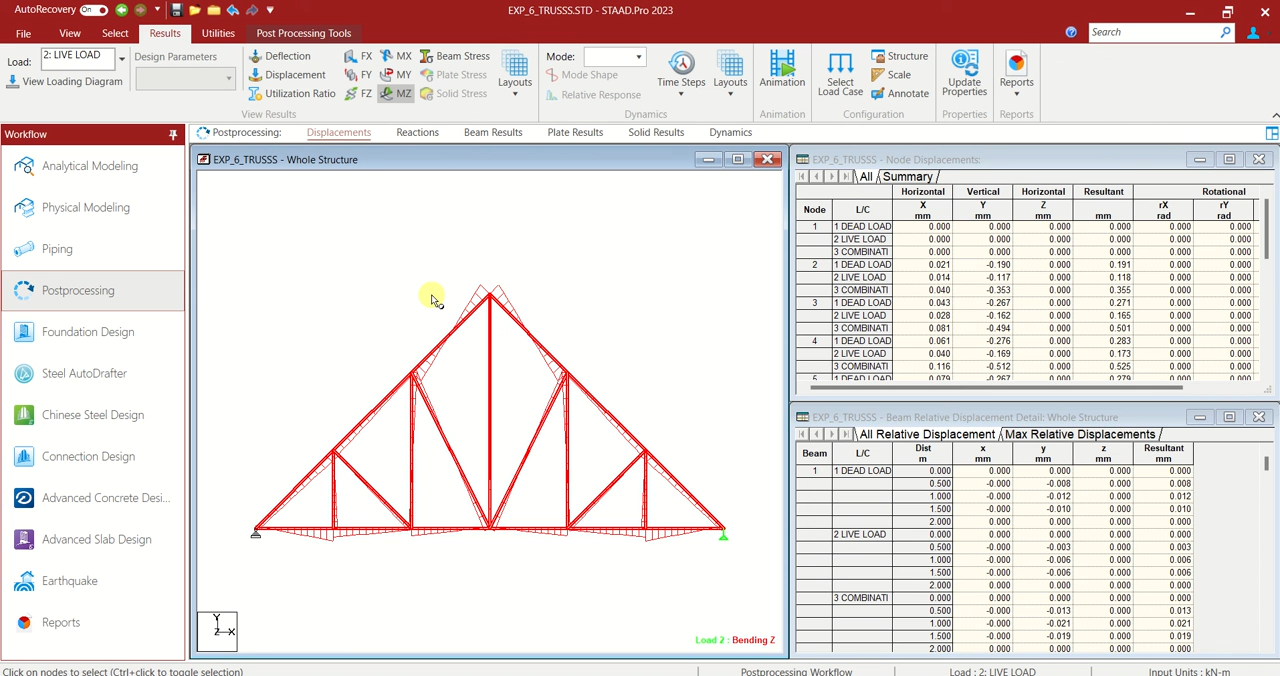 AutoRecovery On
EXP_6_TRUSSS.STD - STAAD.Pro 2023
File View Select Results Utilities Post Processing Tools Search
Load: 2: LIVE LOAD
View Loading Diagram
Design Parameters
Deflection
Displacement
Utilization Ratio
FX MX Beam Stress
FY MY Plate Stress
FZ MZ Solid Stress
Layouts
View Results
Mode:
Mode Shape
Relative Response
Time Steps
Layouts
Dynamics
Animation
Animation
Select
Load Case
Structure
Scale
Annotate
Configuration
Update
Properties
Properties
Reports
Reports
Workflow
Postprocessing: Displacements Reactions Beam Results Plate Results Solid Results Dynamics
Analytical Modeling
Physical Modeling
Piping
Postprocessing
Foundation Design
Steel AutoDrafter
Chinese Steel Design
Connection Design
Advanced Concrete Desi...
Advanced Slab Design
Earthquake
Reports
EXP_6_TRUSSS - Whole Structure
Y
Z X
Load 2 : Bending Z
EXP_6_TRUSSS - Node Displacements:
All Summary
Horizontal Vertical Horizontal Resultant Rotational
Node L/C X mm Y mm Z mm mm rX rad rY rad
1 1 DEAD LOAD 0.000 0.000 0.000 0.000 0.000 0.000
2 LIVE LOAD 0.000 0.000 0.000 0.000 0.000 0.000
3 COMBINATI 0.000 0.000 0.000 0.000 0.000 0.000
2 1 DEAD LOAD 0.021 -0.190 0.000 0.191 0.000 0.000
2 LIVE LOAD 0.014 -0.117 0.000 0.118 0.000 0.000
3 COMBINATI 0.040 -0.353 0.000 0.355 0.000 0.000
3 1 DEAD LOAD 0.043 -0.267 0.000 0.271 0.000 0.000
2 LIVE LOAD 0.028 -0.162 0.000 0.165 0.000 0.000
3 COMBINATI 0.081 -0.494 0.000 0.501 0.000 0.000
4 1 DEAD LOAD 0.061 -0.276 0.000 0.283 0.000 0.000
2 LIVE LOAD 0.040 -0.169 0.000 0.173 0.000 0.000
3 COMBINATI 0.116 -0.512 0.000 0.525 0.000 0.000
5 1 DEAD LOAD 0.079 -0.267 0.000 0.279 0.000 0.000
EXP_6_TRUSSS - Beam Relative Displacement Detail: Whole Structure
All Relative Displacement Max Relative Displacements
Beam L/C Dist m x mm y mm z mm Resultant mm
1 1 DEAD LOAD 0.000 0.000 0.000 0.000 0.000
0.500 -0.000 -0.008 0.000 0.008
1.000 -0.000 -0.012 0.000 0.012
1.500 -0.000 -0.010 0.000 0.010
2.000 0.000 0.000 0.000 0.000
2 LIVE LOAD 0.000 0.000 0.000 0.000 0.000
0.500 -0.000 -0.003 0.000 0.003
1.000 -0.000 -0.006 0.000 0.006
1.500 -0.000 -0.006 0.000 0.006
2.000 0.000 0.000 0.000 0.000
3 COMBINATI 0.000 0.000 0.000 0.000 0.000
0.500 -0.000 -0.013 0.000 0.013
1.000 -0.000 -0.021 0.000 0.021
1.500 -0.000 -0.019 0.000 0.019
2.000 0.000 0.000 0.000 0.000
Click on nodes to select (Ctrl+click to toggle selection)
Postprocessing Workflow
Load : 2: LIVE LOAD
Input Units : kN-m